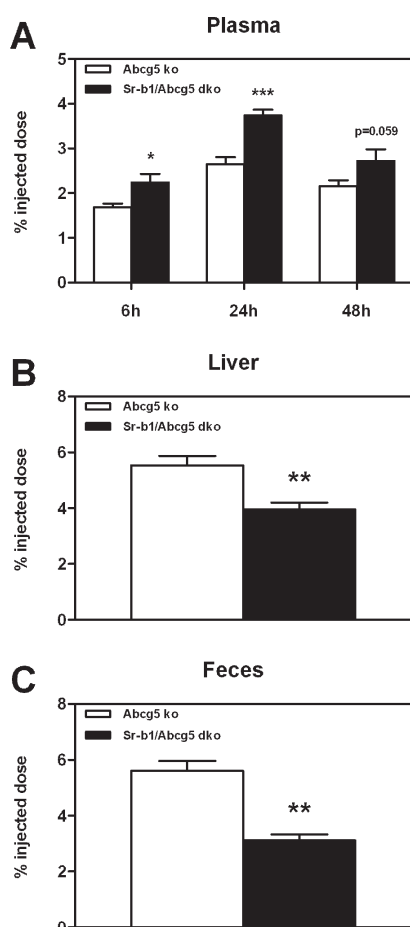 A
Plasma
% injected dose
5
4
3
2
1
0
Abcg5 ko
Sr-b1/Abcg5 dko
*
***
p=0.059
6h
24h
48h
B
Liver
% injected dose
8
6
4
2
0
Abcg5 ko
Sr-b1/Abcg5 dko
**
C
Feces
% injected dose
8
6
4
2
0
Abcg5 ko
Sr-b1/Abcg5 dko
**